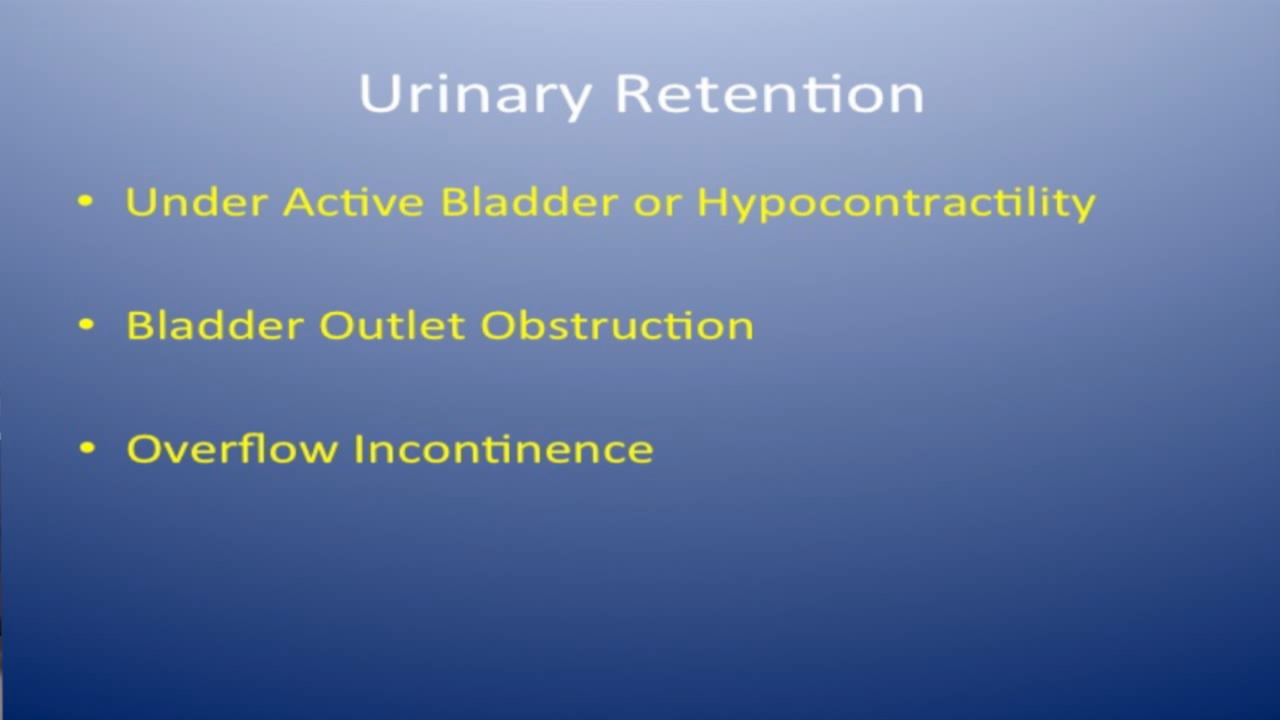 Urinary Retention
• Under Active Bladder or Hypocontractility
• Bladder Outlet Obstruction
• Overflow Incontinence